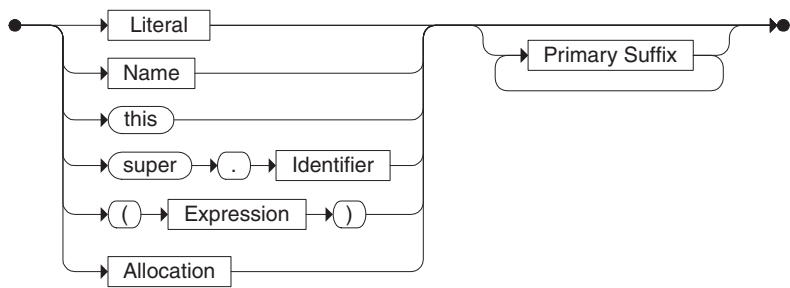 Literal
Primary Suffix
Name
this
super . Identifier
( Expression )
Allocation